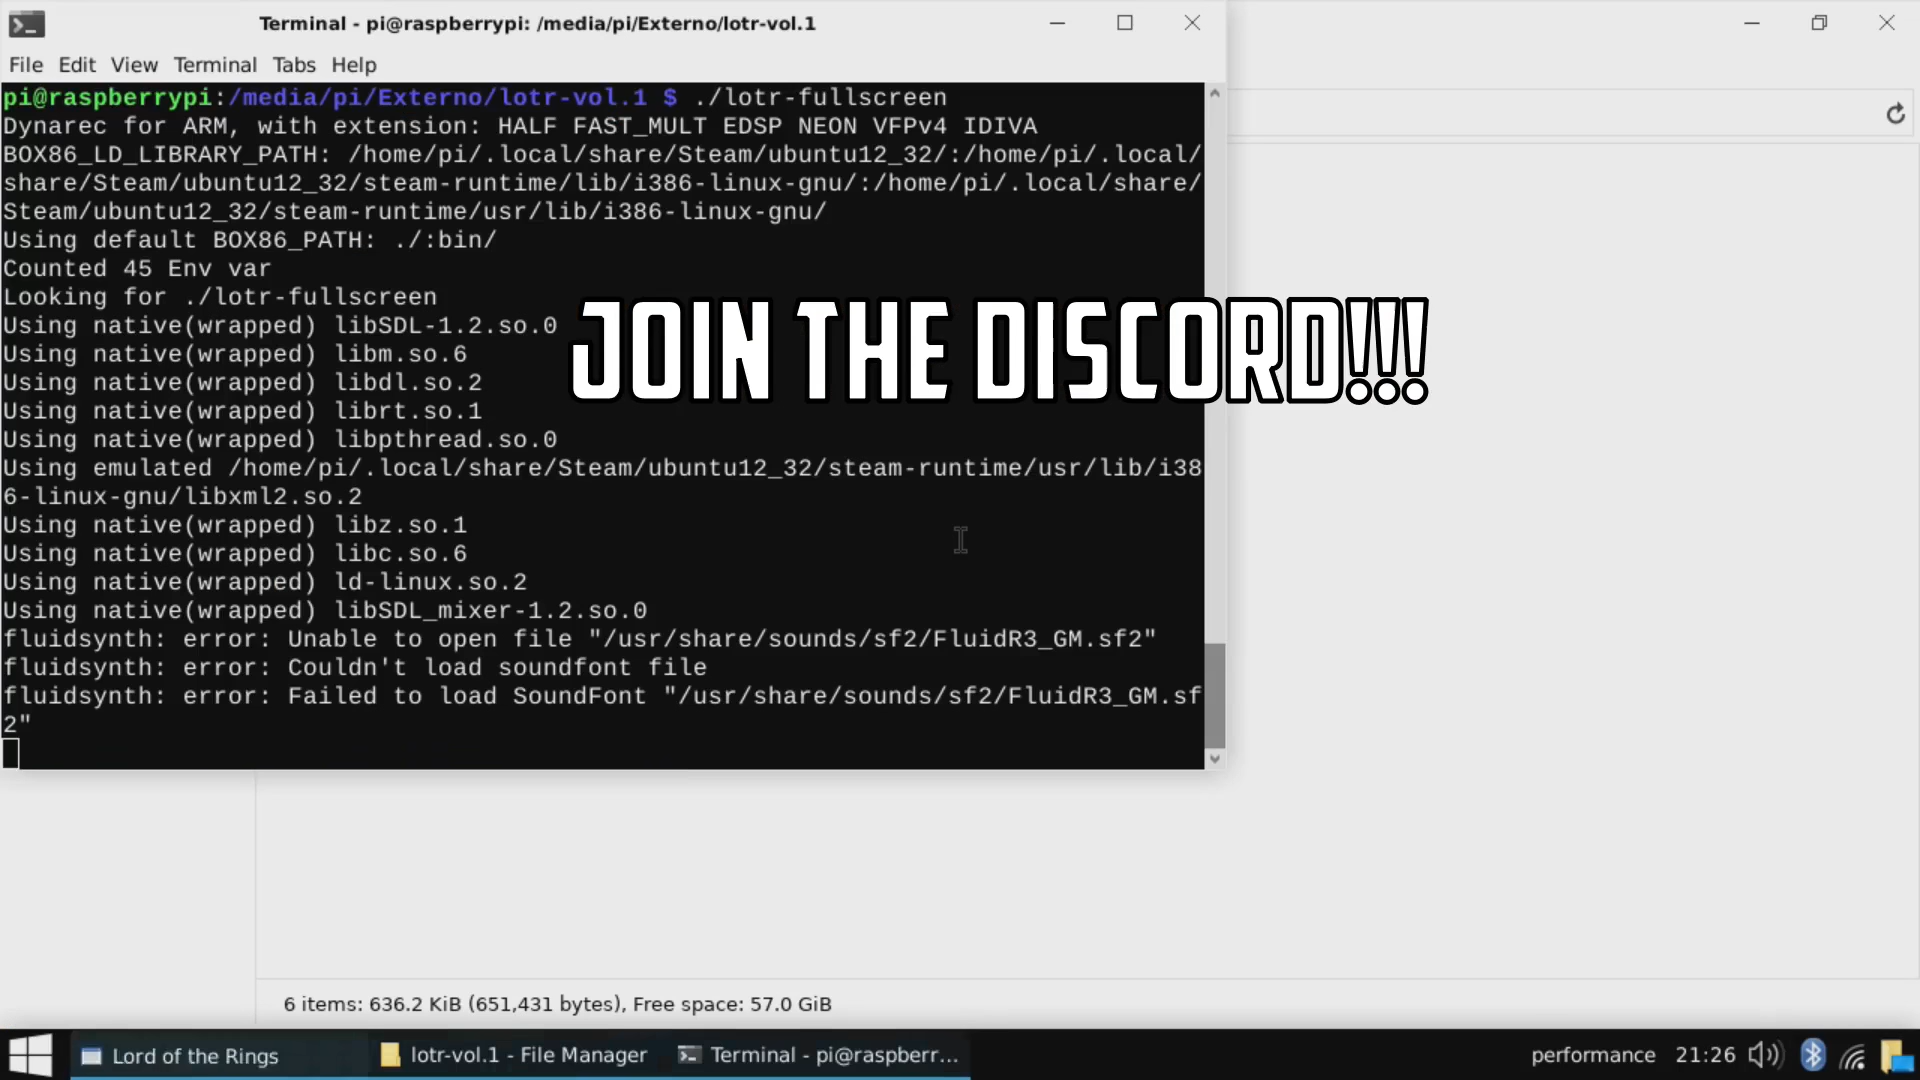 Terminal - pi@raspberrypi: /media/pi/Externo/lotr-vol.1
File Edit View Terminal Tabs Help
pi@raspberrypi:/media/pi/Externo/lotr-vol.1 $ ./lotr-fullscreen
Dynarec for ARM, with extension: HALF FAST_MULT EDSP NEON VFPv4 IDIVA
BOX86_LD_LIBRARY_PATH: /home/pi/.local/share/Steam/ubuntu12_32/:/home/pi/.local/
share/Steam/ubuntu12_32/steam-runtime/lib/i386-linux-gnu/:/home/pi/.local/share/
Steam/ubuntu12_32/steam-runtime/usr/lib/i386-linux-gnu/
Using default BOX86_PATH: ./:bin/
Counted 45 Env var
Looking for ./lotr-fullscreen
Using native(wrapped) libSDL-1.2.so.0
JOIN THE DISCORD!!!
Using native(wrapped) libm.so.6
Using native(wrapped) libdl.so.2
Using native(wrapped) librt.so.1
Using native(wrapped) libpthread.so.0
Using emulated /home/pi/.local/share/Steam/ubuntu12_32/steam-runtime/usr/lib/i38
6-linux-gnu/libxml2.so.2
Using native(wrapped) libz.so.1
Using native(wrapped) libc.so.6
Using native(wrapped) ld-linux.so.2
Using native(wrapped) libSDL_mixer-1.2.so.0
fluidsynth: error: Unable to open file "/usr/share/sounds/sf2/FluidR3_GM.sf2"
fluidsynth: error: Couldn't load soundfont file
fluidsynth: error: Failed to load SoundFont "/usr/share/sounds/sf2/FluidR3_GM.sf
2"
6 items: 636.2 KiB (651,431 bytes), Free space: 57.0 GiB
Lord of the Rings lotr-vol.1 - File Manager Terminal - pi@raspberr... performance 21:26